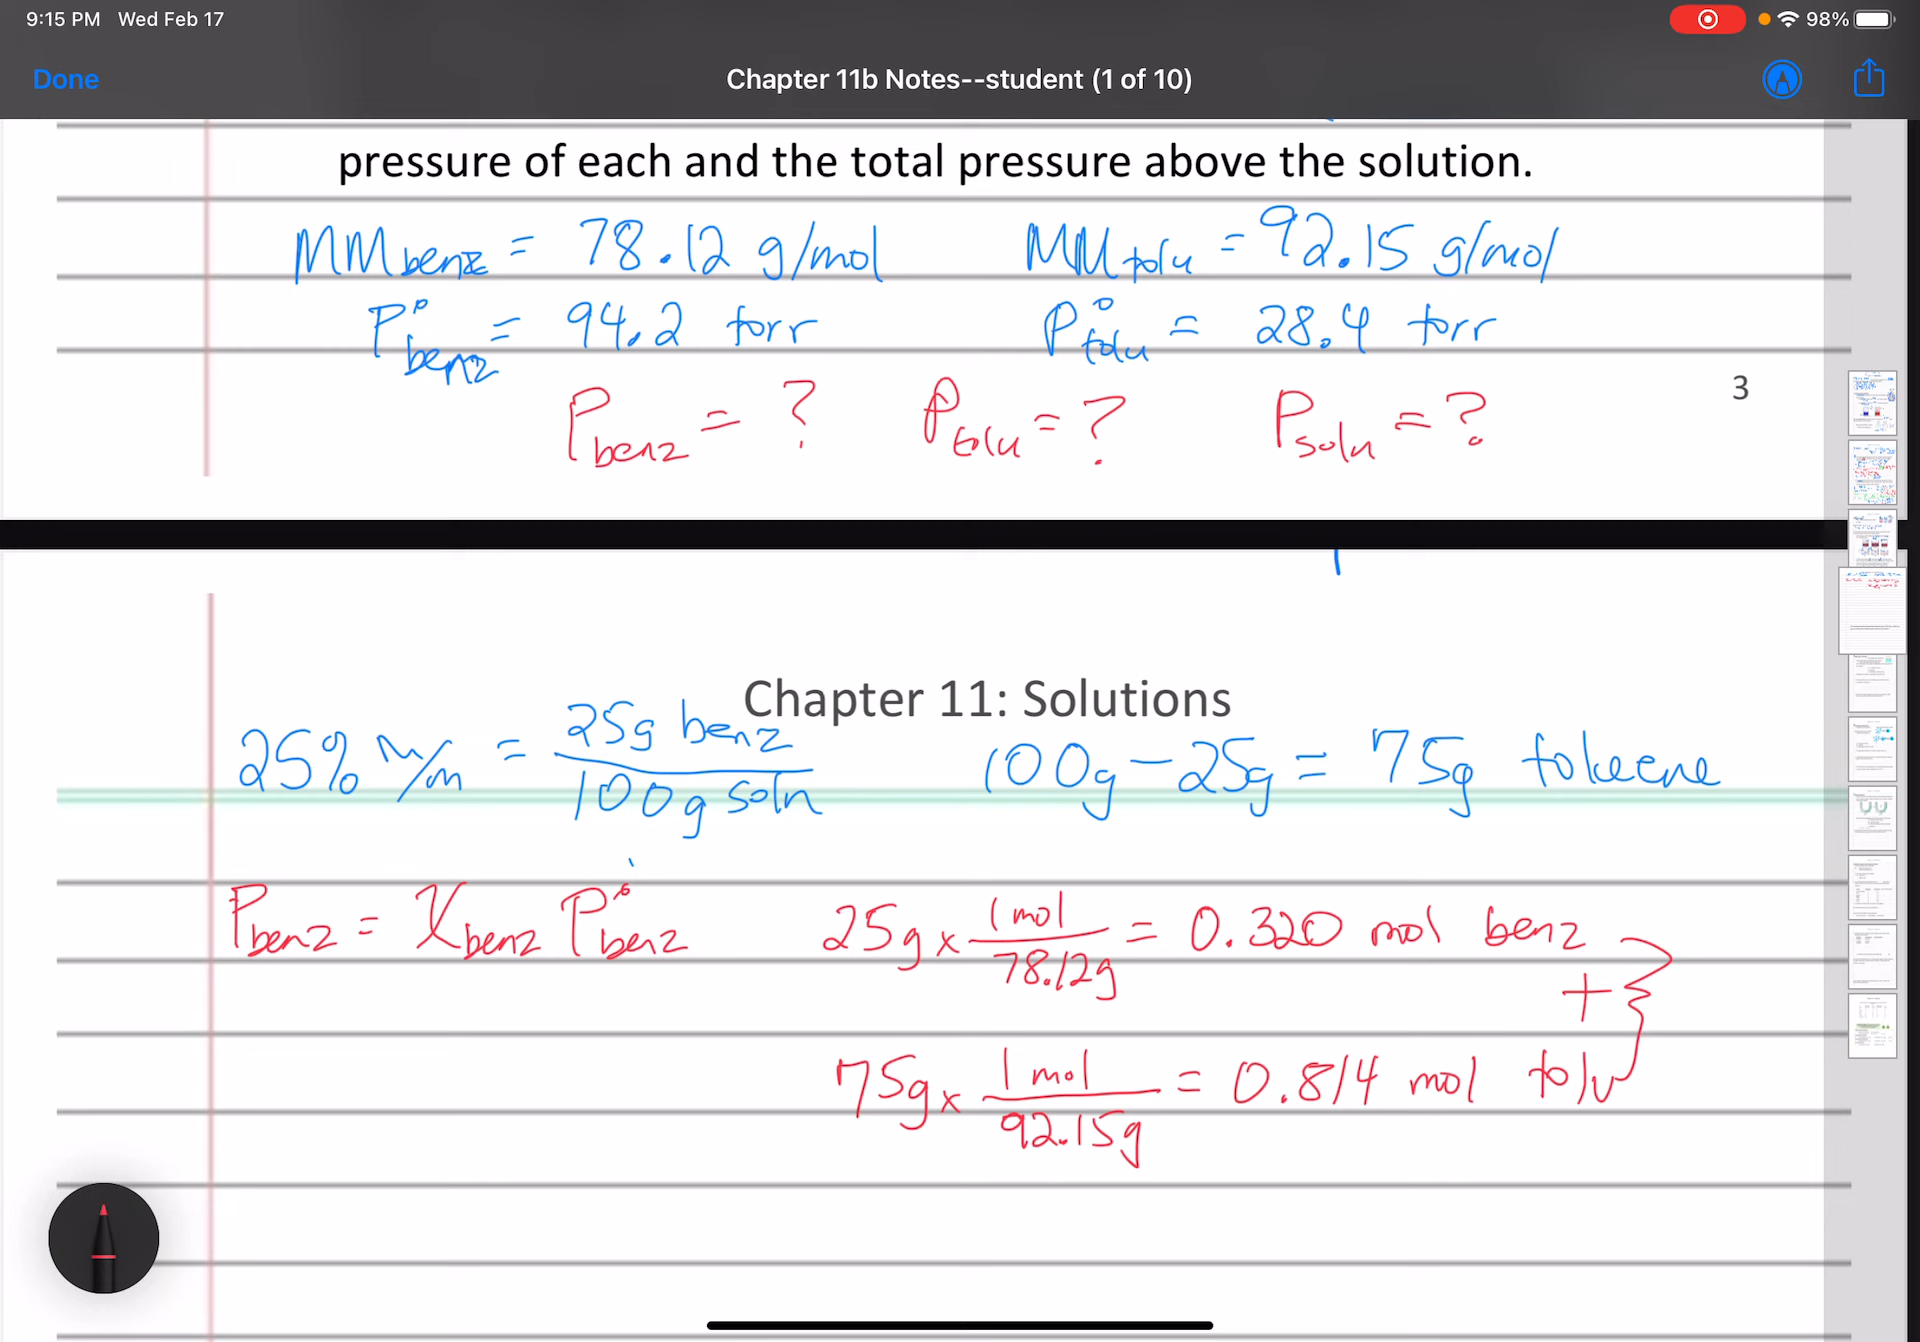 9:15 PM Wed Feb 17
98%
Done
Chapter 11b Notes--student (1 of 10)
pressure of each and the total pressure above the solution.
MM benz = 78.12 g/mol MM tolu = 92.15 g/mol
P° benz = 94.2 torr P° tolu = 28.4 torr
P benz = ? P tolu = ? P soln = ?
3
Chapter 11: Solutions
25% m/m = 25g benz / 100g soln 100g - 25g = 75g tolueene
P benz = X benz P° benz 25g x 1 mol / 78.12g = 0.320 mol benz
+
75g x 1 mol / 92.15g = 0.814 mol tolu